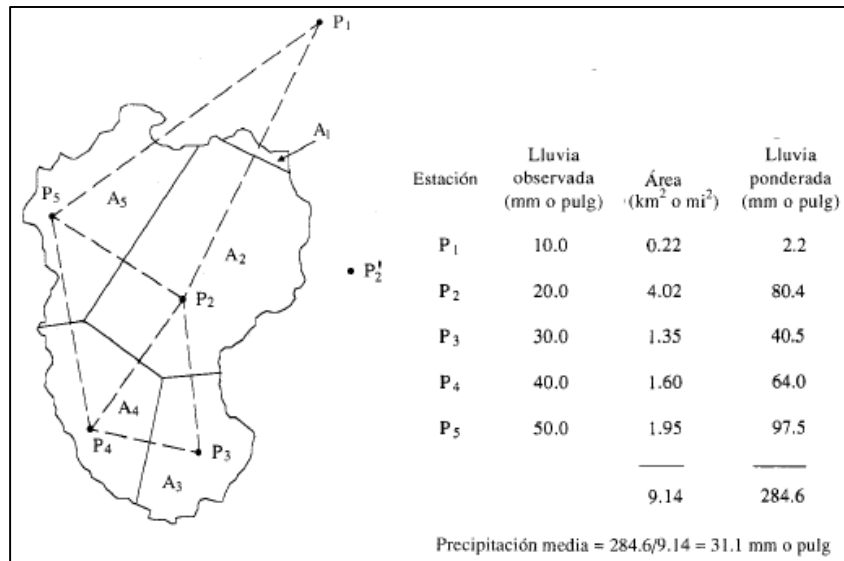 P1
A1
P5
A5
A2
P2'
P2
A4
P4
P3
A3
Estación Lluvia observada (mm o pulg) Área (km² o mi²) Lluvia ponderada (mm o pulg)
P1 10.0 0.22 2.2
P2 20.0 4.02 80.4
P3 30.0 1.35 40.5
P4 40.0 1.60 64.0
P5 50.0 1.95 97.5
9.14 284.6
Precipitación media = 284.6/9.14 = 31.1 mm o pulg